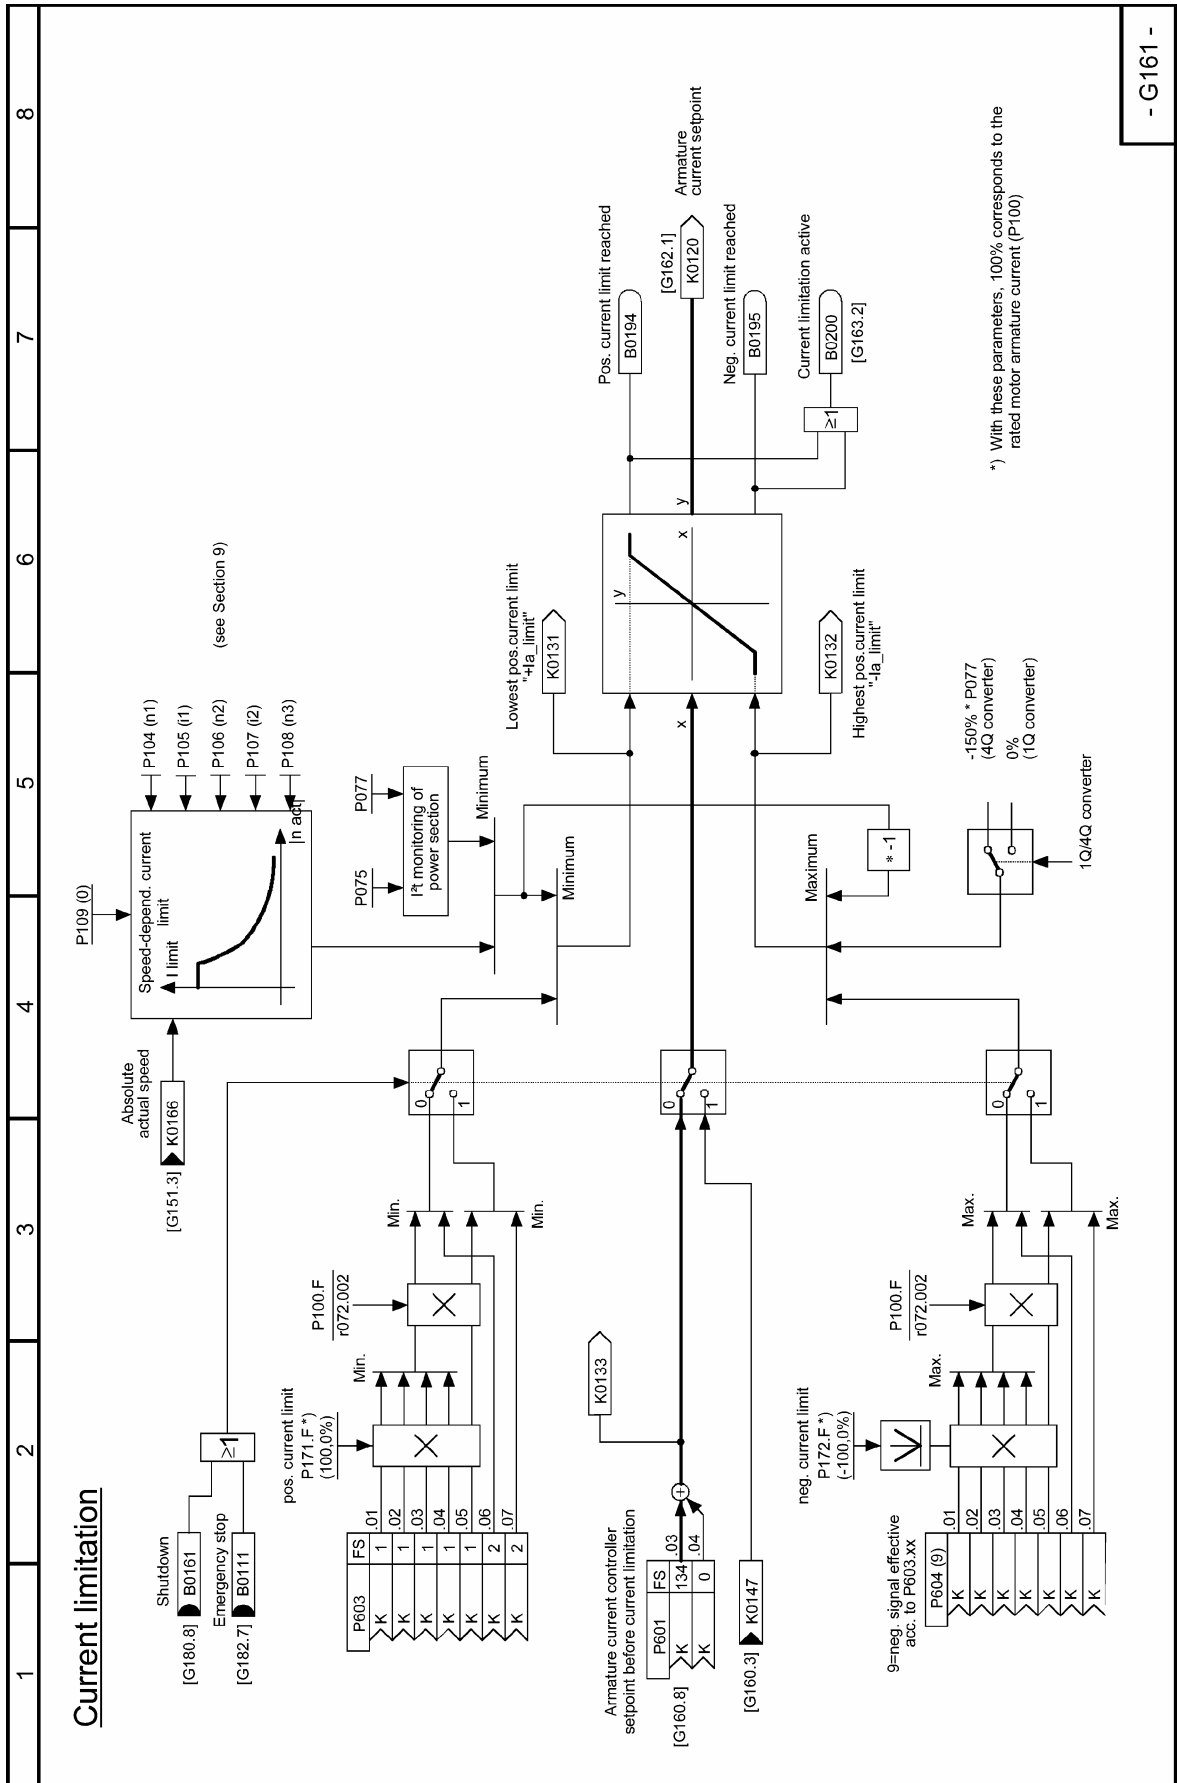 Current limitation
1
2
3
4
5
6
7
8
Shutdown
[G180.8]
B0161
Emergency stop
[G182.7]
B0111
≥1
Absolute
actual speed
[G151.3]
K0166
P109 (0)
Speed-depend. current
limit
I limit
|n act|
P104 (n1)
P105 (i1)
P106 (n2)
P107 (i2)
P108 (n3)
(see Section 9)
pos. current limit
P171.F *)
(100,0%)
P603
FS
K
1
.01
K
1
.02
K
1
.03
K
1
.04
K
1
.05
K
2
.06
K
2
.07
Min.
P100.F
r072.002
Min.
Min.
0
1
P075
P077
I²t monitoring of
power section
Minimum
Minimum
Lowest pos.current limit
"+Ia_limit"
K0131
Armature current controller
setpoint before current limitation
[G160.8]
P601
FS
K
134
.03
K
0
.04
+
K0133
[G160.3]
K0147
0
1
x
y
x
y
Pos. current limit reached
B0194
[G162.1]
K0120
Armature
current setpoint
Neg. current limit reached
B0195
Current limitation active
≥1
B0200
[G163.2]
Highest pos.current limit
"-Ia_limit"
K0132
Maximum
* -1
-150% * P077
(4Q converter)
0%
(1Q converter)
1Q/4Q converter
neg. current limit
P172.F *)
(-100,0%)
9=neg. signal effective
acc. to P603.xx
P604 (9)
K
.01
K
.02
K
.03
K
.04
K
.05
K
.06
K
.07
Max.
P100.F
r072.002
Max.
Max.
0
1
*) With these parameters, 100% corresponds to the
rated motor armature current (P100)
- G161 -